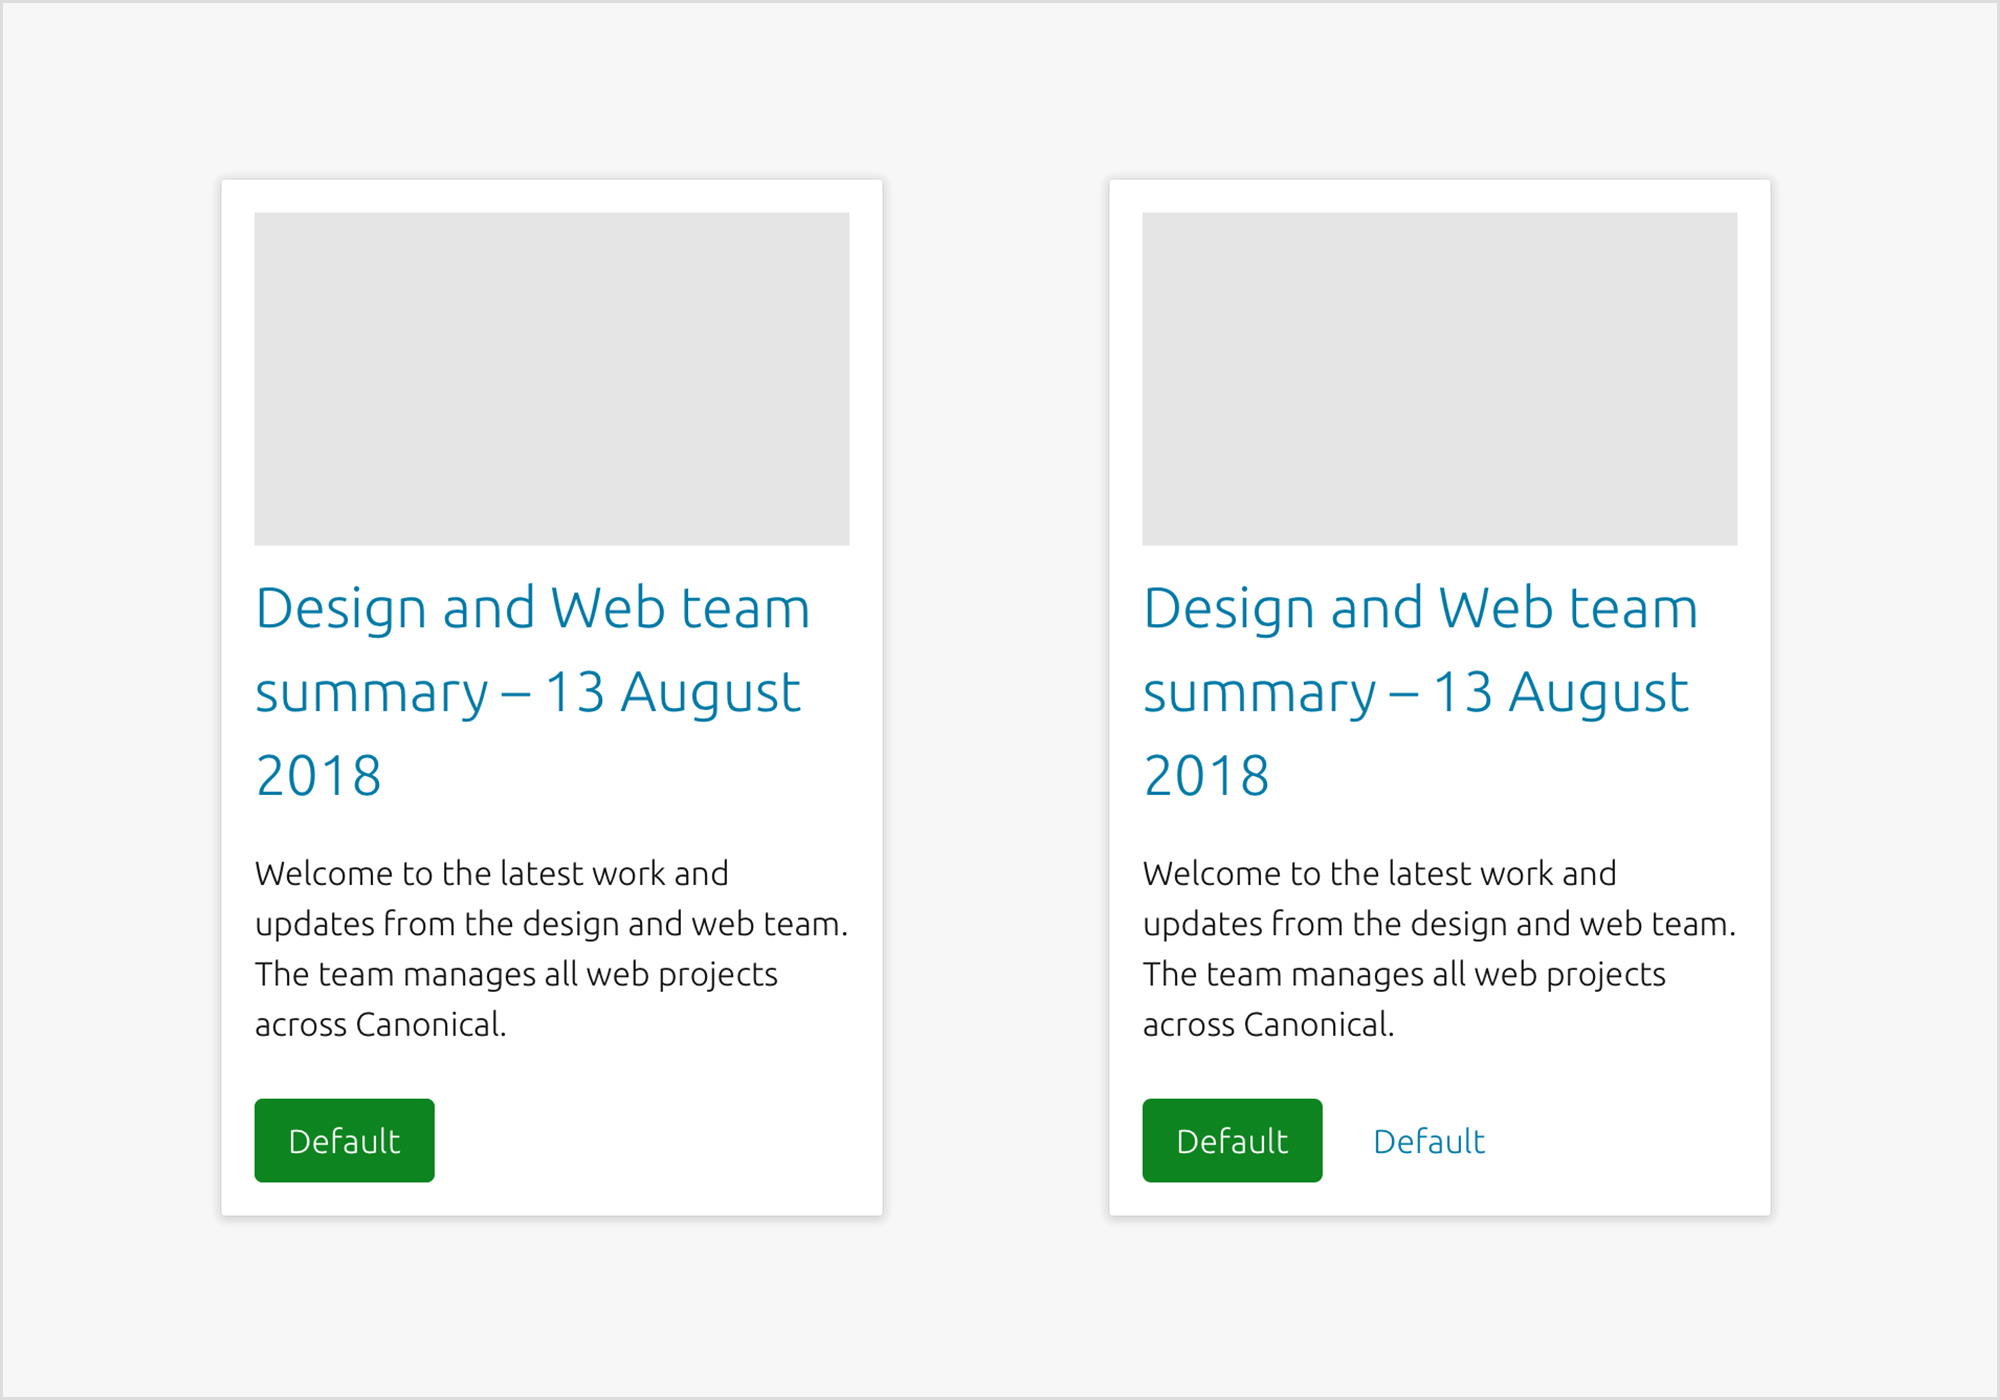 Design and Web team
summary – 13 August
2018
Welcome to the latest work and
updates from the design and web team.
The team manages all web projects
across Canonical.
Default
Design and Web team
summary – 13 August
2018
Welcome to the latest work and
updates from the design and web team.
The team manages all web projects
across Canonical.
Default
Default